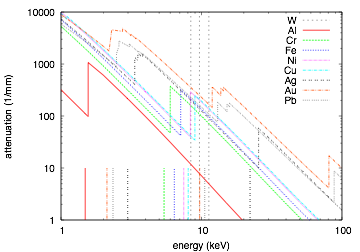 10000
1000
100
10
1
1
10
100
attenuation (1/mm)
energy (keV)
W
Al
Cr
Fe
Ni
Cu
Ag
Au
Pb